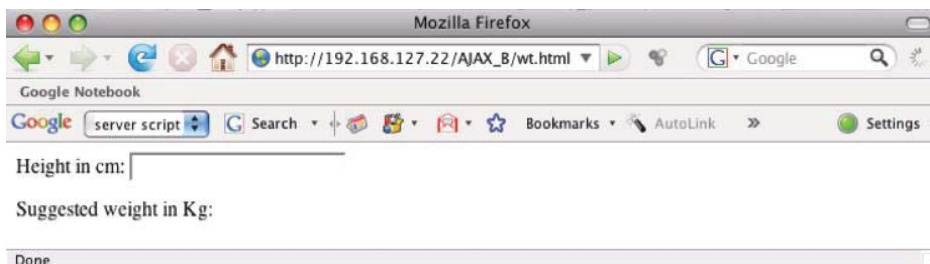 Mozilla Firefox
http://192.168.127.22/AJAX_B/wt.html G Google
Google Notebook
Google server script G Search Bookmarks AutoLink » Settings
Height in cm:
Suggested weight in Kg:
Done